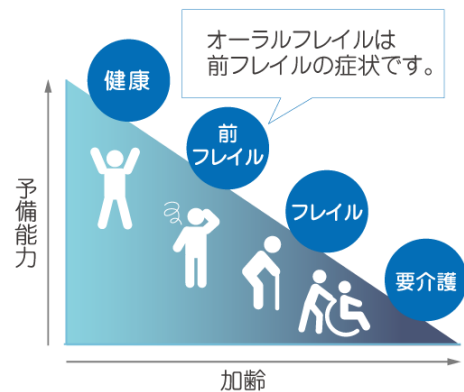 オーラルフレイルは
前フレイルの症状です。
健康
前
フレイル
フレイル
要介護
予備能力
加齢